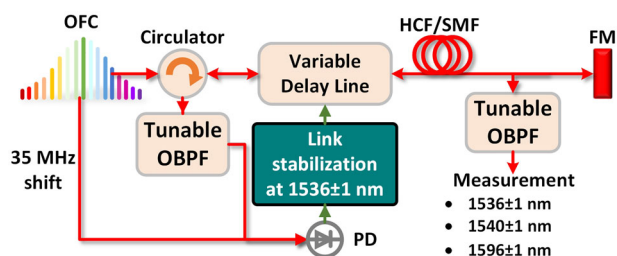 OFC
Circulator
Variable
Delay Line
HCF/SMF
FM
Tunable
OBPF
35 MHz
shift
Link
stabilization
at 1536±1 nm
PD
Tunable
OBPF
Measurement
• 1536±1 nm
• 1540±1 nm
• 1596±1 nm